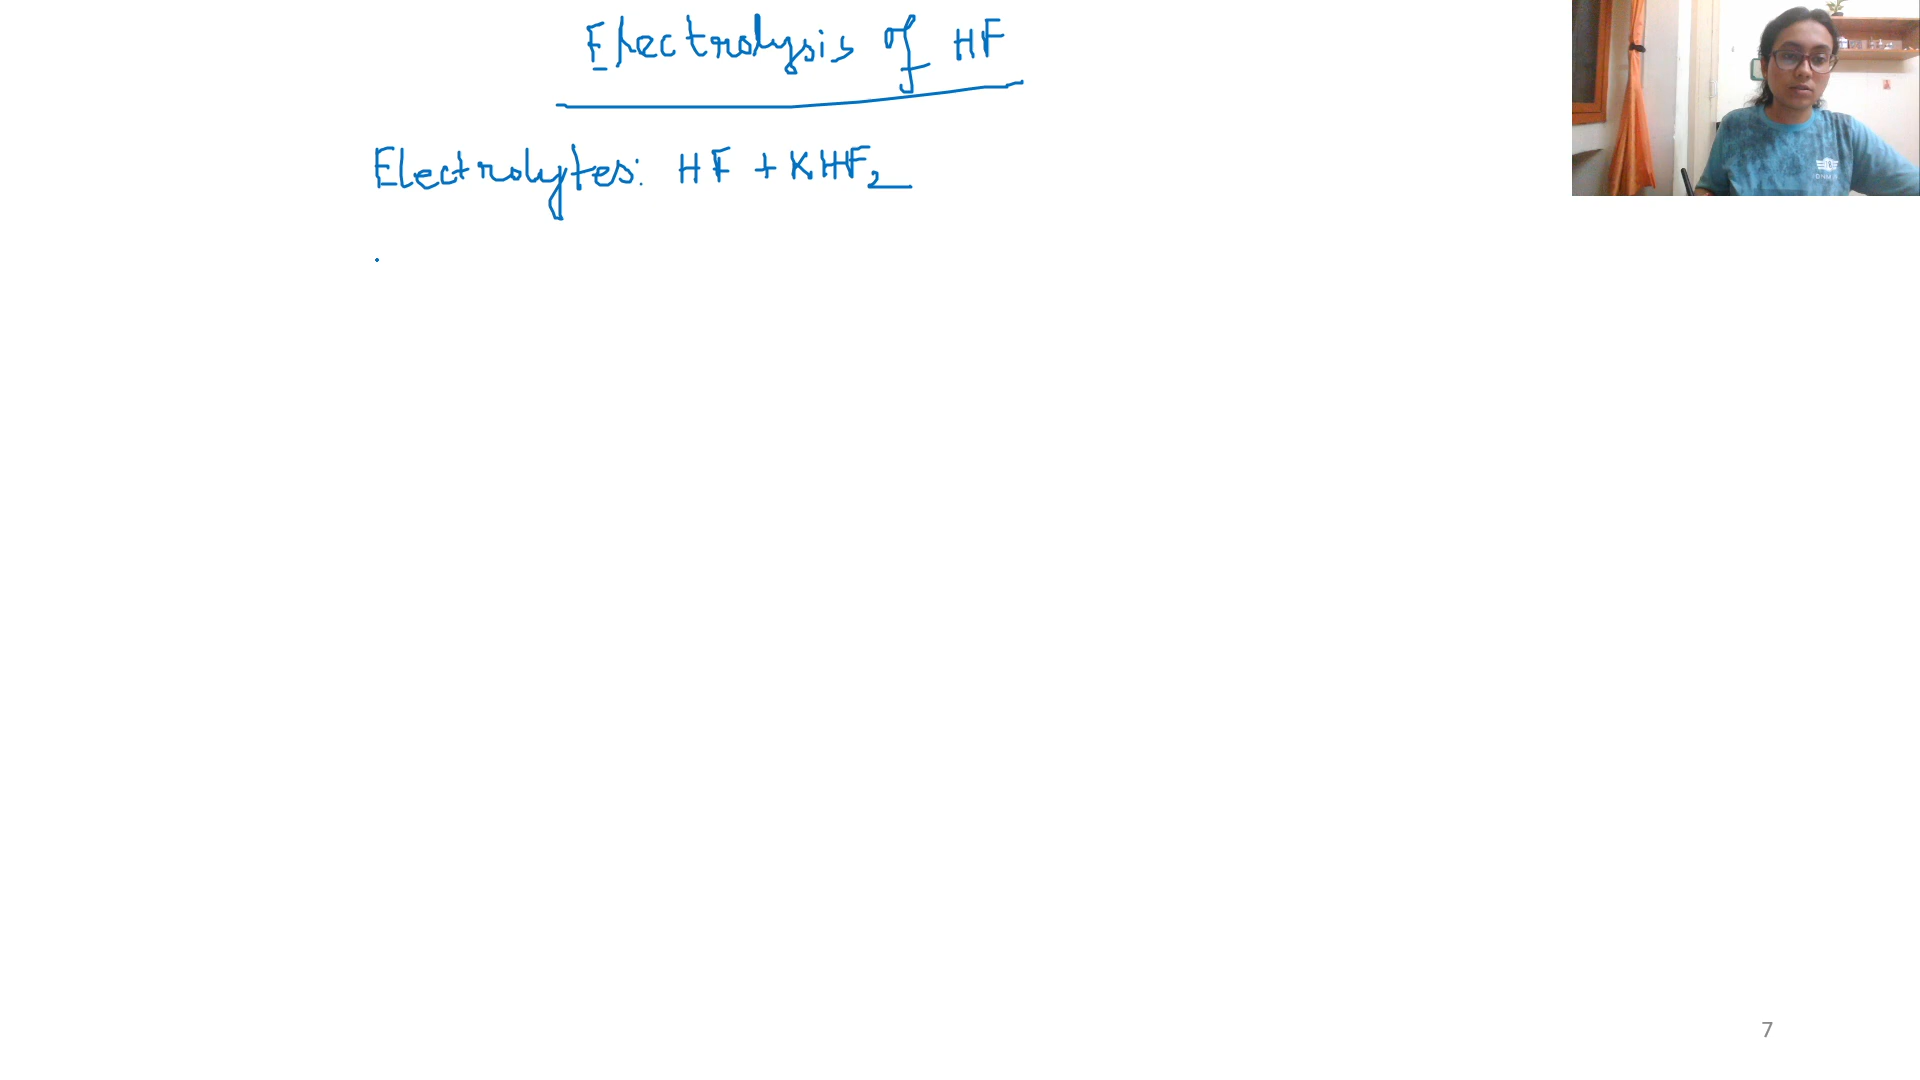 Electrolysis of HF
Electrolytes: HF + KHF₂
7